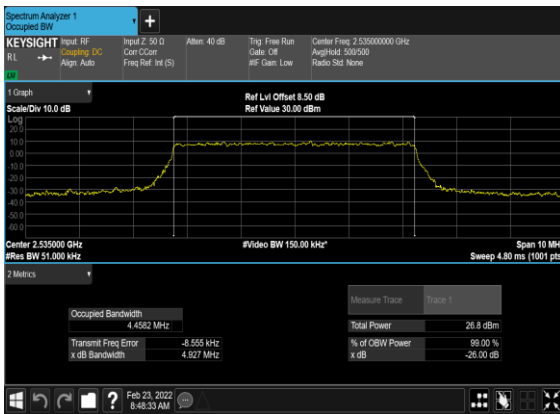 Spectrum Analyzer 1
Occupied BW
+
KEYSIGHT
RL
LV
Input: RF
Coupling: DC
Align: Auto
Input Z: 50 Ω
Corr CCorr
Freq Ref: Int (S)
Atten: 40 dB
Trig: Free Run
Gate: Off
#IF Gain: Low
Center Freq: 2.535000000 GHz
Avg|Hold: 500/500
Radio Std: None
1 Graph
Scale/Div 10.0 dB
Ref Lvl Offset 8.50 dB
Ref Value 30.00 dBm
Log
20.0
10.0
0.00
-10.0
-20.0
-30.0
-40.0
-50.0
-60.0
Center 2.535000 GHz
#Res BW 51.000 kHz
#Video BW 150.00 kHz*
Span 10 MH
Sweep 4.80 ms (1001 pts
2 Metrics
Measure Trace
Trace 1
Occupied Bandwidth
4.4582 MHz
Total Power
26.8 dBm
Transmit Freq Error
-8.555 kHz
% of OBW Power
99.00 %
x dB Bandwidth
4.927 MHz
x dB
-26.00 dB
?
Feb 23, 2022
8:48:33 AM